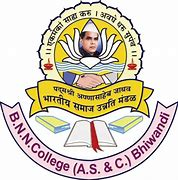 एकमेकां साह्य करू । अवघे धरू सुपंथ ॥
पद्मश्री अण्णासाहेब जाधव
भारतीय समाज उन्नति मंडळ
B.N.N.College (A.S. & C.) Bhiwandi